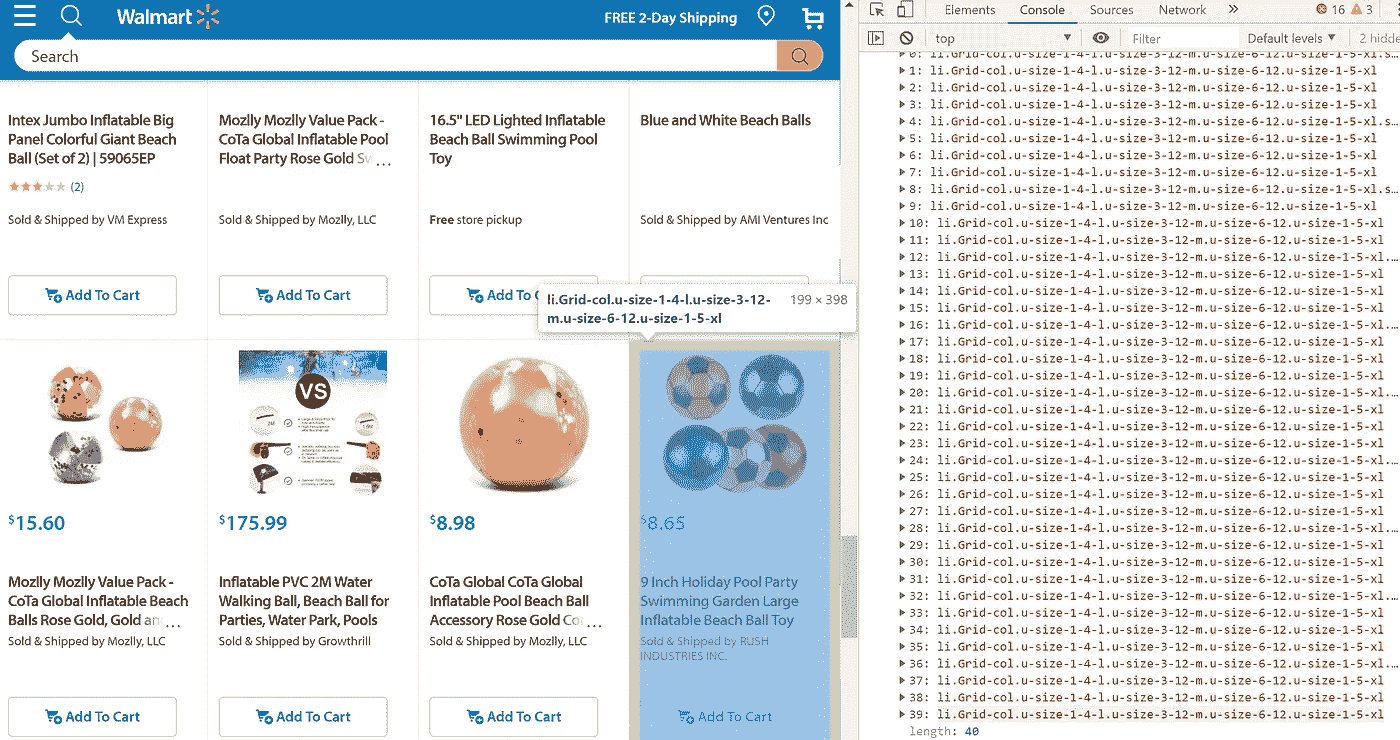 Walmart
FREE 2-Day Shipping
Search
Intex Jumbo Inflatable Big
Panel Colorful Giant Beach
Ball (Set of 2) | 59065EP
(2)
Sold & Shipped by VM Express
Add To Cart
Mozlly Mozlly Value Pack -
CoTa Global Inflatable Pool
Float Party Rose Gold Sw...
Sold & Shipped by Mozlly, LLC
Add To Cart
16.5" LED Lighted Inflatable
Beach Ball Swimming Pool
Toy
Free store pickup
Add To C
Blue and White Beach Balls
Sold & Shipped by AMI Ventures Inc
li.Grid-col.u-size-1-4-l.u-size-3-12-
m.u-size-6-12.u-size-1-5-xl
199 × 398
VS
$15.60
Mozlly Mozlly Value Pack -
CoTa Global Inflatable Beach
Balls Rose Gold, Gold an...
Sold & Shipped by Mozlly, LLC
Add To Cart
$175.99
Inflatable PVC 2M Water
Walking Ball, Beach Ball for
Parties, Water Park, Pools
Sold & Shipped by Growthrill
Add To Cart
$8.98
CoTa Global CoTa Global
Inflatable Pool Beach Ball
Accessory Rose Gold Co...
Sold & Shipped by Mozlly, LLC
Add To Cart
$8.65
9 Inch Holiday Pool Party
Swimming Garden Large
Inflatable Beach Ball Toy
Sold & Shipped by RUSH
INDUSTRIES INC.
Add To Cart
Elements Console Sources Network » 16 3
top Filter Default levels 2 hidde
0: li.Grid-col.u-size-1-4-l.u-size-3-12-m.u-size-6-12.u-size-1-5-xl.s…
1: li.Grid-col.u-size-1-4-l.u-size-3-12-m.u-size-6-12.u-size-1-5-xl
2: li.Grid-col.u-size-1-4-l.u-size-3-12-m.u-size-6-12.u-size-1-5-xl
3: li.Grid-col.u-size-1-4-l.u-size-3-12-m.u-size-6-12.u-size-1-5-xl
4: li.Grid-col.u-size-1-4-l.u-size-3-12-m.u-size-6-12.u-size-1-5-xl.s…
5: li.Grid-col.u-size-1-4-l.u-size-3-12-m.u-size-6-12.u-size-1-5-xl
6: li.Grid-col.u-size-1-4-l.u-size-3-12-m.u-size-6-12.u-size-1-5-xl
7: li.Grid-col.u-size-1-4-l.u-size-3-12-m.u-size-6-12.u-size-1-5-xl
8: li.Grid-col.u-size-1-4-l.u-size-3-12-m.u-size-6-12.u-size-1-5-xl.s…
9: li.Grid-col.u-size-1-4-l.u-size-3-12-m.u-size-6-12.u-size-1-5-xl
10: li.Grid-col.u-size-1-4-l.u-size-3-12-m.u-size-6-12.u-size-1-5-xl
11: li.Grid-col.u-size-1-4-l.u-size-3-12-m.u-size-6-12.u-size-1-5-xl
12: li.Grid-col.u-size-1-4-l.u-size-3-12-m.u-size-6-12.u-size-1-5-xl.…
13: li.Grid-col.u-size-1-4-l.u-size-3-12-m.u-size-6-12.u-size-1-5-xl
14: li.Grid-col.u-size-1-4-l.u-size-3-12-m.u-size-6-12.u-size-1-5-xl
15: li.Grid-col.u-size-1-4-l.u-size-3-12-m.u-size-6-12.u-size-1-5-xl
16: li.Grid-col.u-size-1-4-l.u-size-3-12-m.u-size-6-12.u-size-1-5-xl.…
17: li.Grid-col.u-size-1-4-l.u-size-3-12-m.u-size-6-12.u-size-1-5-xl
18: li.Grid-col.u-size-1-4-l.u-size-3-12-m.u-size-6-12.u-size-1-5-xl
19: li.Grid-col.u-size-1-4-l.u-size-3-12-m.u-size-6-12.u-size-1-5-xl
20: li.Grid-col.u-size-1-4-l.u-size-3-12-m.u-size-6-12.u-size-1-5-xl.…
21: li.Grid-col.u-size-1-4-l.u-size-3-12-m.u-size-6-12.u-size-1-5-xl
22: li.Grid-col.u-size-1-4-l.u-size-3-12-m.u-size-6-12.u-size-1-5-xl
23: li.Grid-col.u-size-1-4-l.u-size-3-12-m.u-size-6-12.u-size-1-5-xl
24: li.Grid-col.u-size-1-4-l.u-size-3-12-m.u-size-6-12.u-size-1-5-xl.…
25: li.Grid-col.u-size-1-4-l.u-size-3-12-m.u-size-6-12.u-size-1-5-xl
26: li.Grid-col.u-size-1-4-l.u-size-3-12-m.u-size-6-12.u-size-1-5-xl
27: li.Grid-col.u-size-1-4-l.u-size-3-12-m.u-size-6-12.u-size-1-5-xl
28: li.Grid-col.u-size-1-4-l.u-size-3-12-m.u-size-6-12.u-size-1-5-xl.…
29: li.Grid-col.u-size-1-4-l.u-size-3-12-m.u-size-6-12.u-size-1-5-xl
30: li.Grid-col.u-size-1-4-l.u-size-3-12-m.u-size-6-12.u-size-1-5-xl
31: li.Grid-col.u-size-1-4-l.u-size-3-12-m.u-size-6-12.u-size-1-5-xl
32: li.Grid-col.u-size-1-4-l.u-size-3-12-m.u-size-6-12.u-size-1-5-xl.…
33: li.Grid-col.u-size-1-4-l.u-size-3-12-m.u-size-6-12.u-size-1-5-xl
34: li.Grid-col.u-size-1-4-l.u-size-3-12-m.u-size-6-12.u-size-1-5-xl
35: li.Grid-col.u-size-1-4-l.u-size-3-12-m.u-size-6-12.u-size-1-5-xl
36: li.Grid-col.u-size-1-4-l.u-size-3-12-m.u-size-6-12.u-size-1-5-xl.…
37: li.Grid-col.u-size-1-4-l.u-size-3-12-m.u-size-6-12.u-size-1-5-xl
38: li.Grid-col.u-size-1-4-l.u-size-3-12-m.u-size-6-12.u-size-1-5-xl
39: li.Grid-col.u-size-1-4-l.u-size-3-12-m.u-size-6-12.u-size-1-5-xl
length: 40